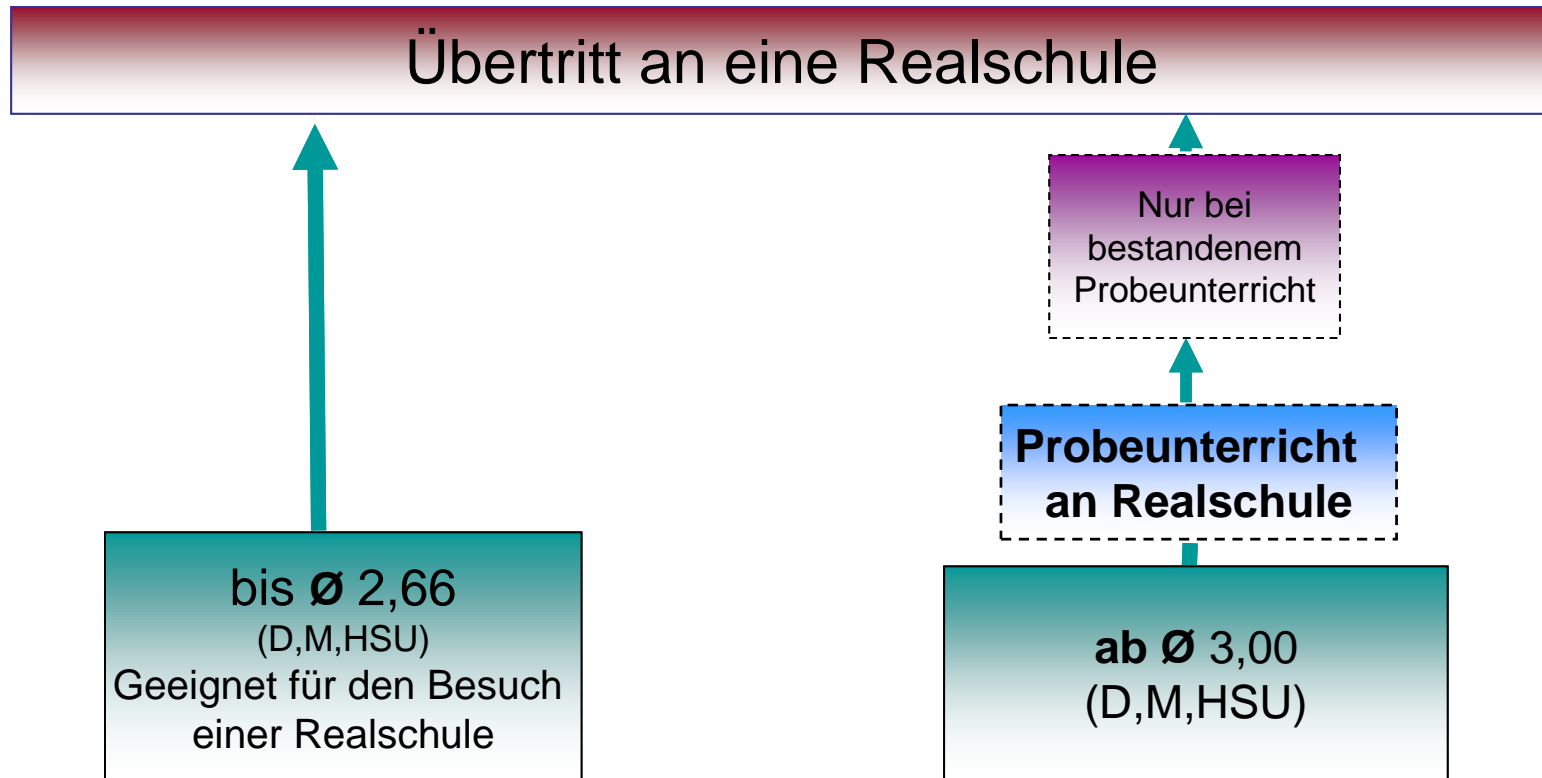 Übertritt an eine Realschule
Nur bei
bestandenem
Probeunterricht
Probeunterricht
an Realschule
bis Ø 2,66
(D,M,HSU)
Geeignet für den Besuch
einer Realschule
ab Ø 3,00
(D,M,HSU)